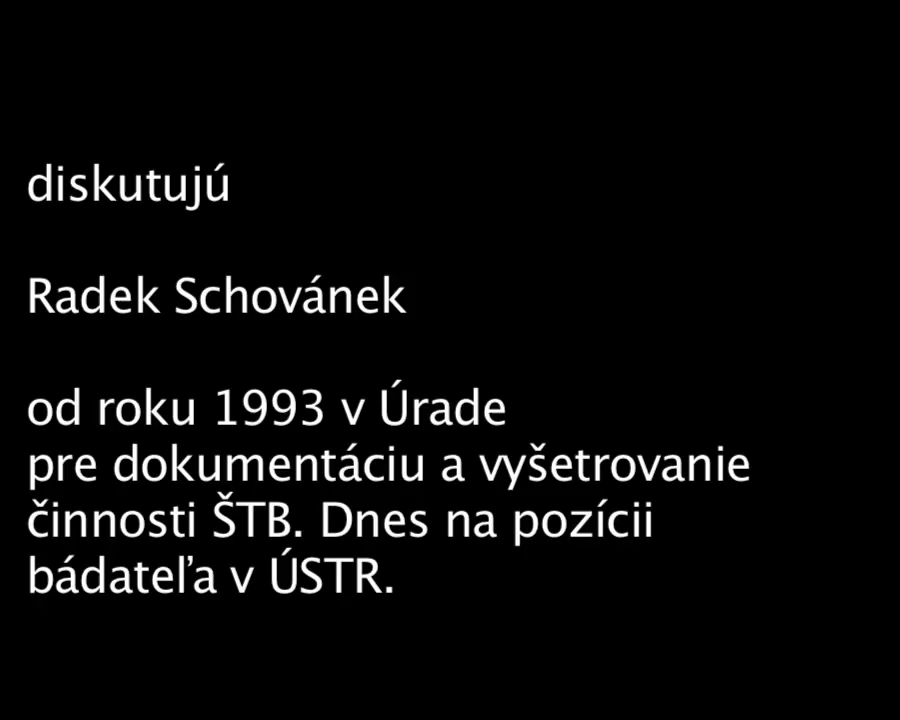 diskutujú
Radek Schovánek
od roku 1993 v Úrade
pre dokumentáciu a vyšetrovanie
činnosti ŠTB. Dnes na pozícii
bádateľa v ÚSTR.